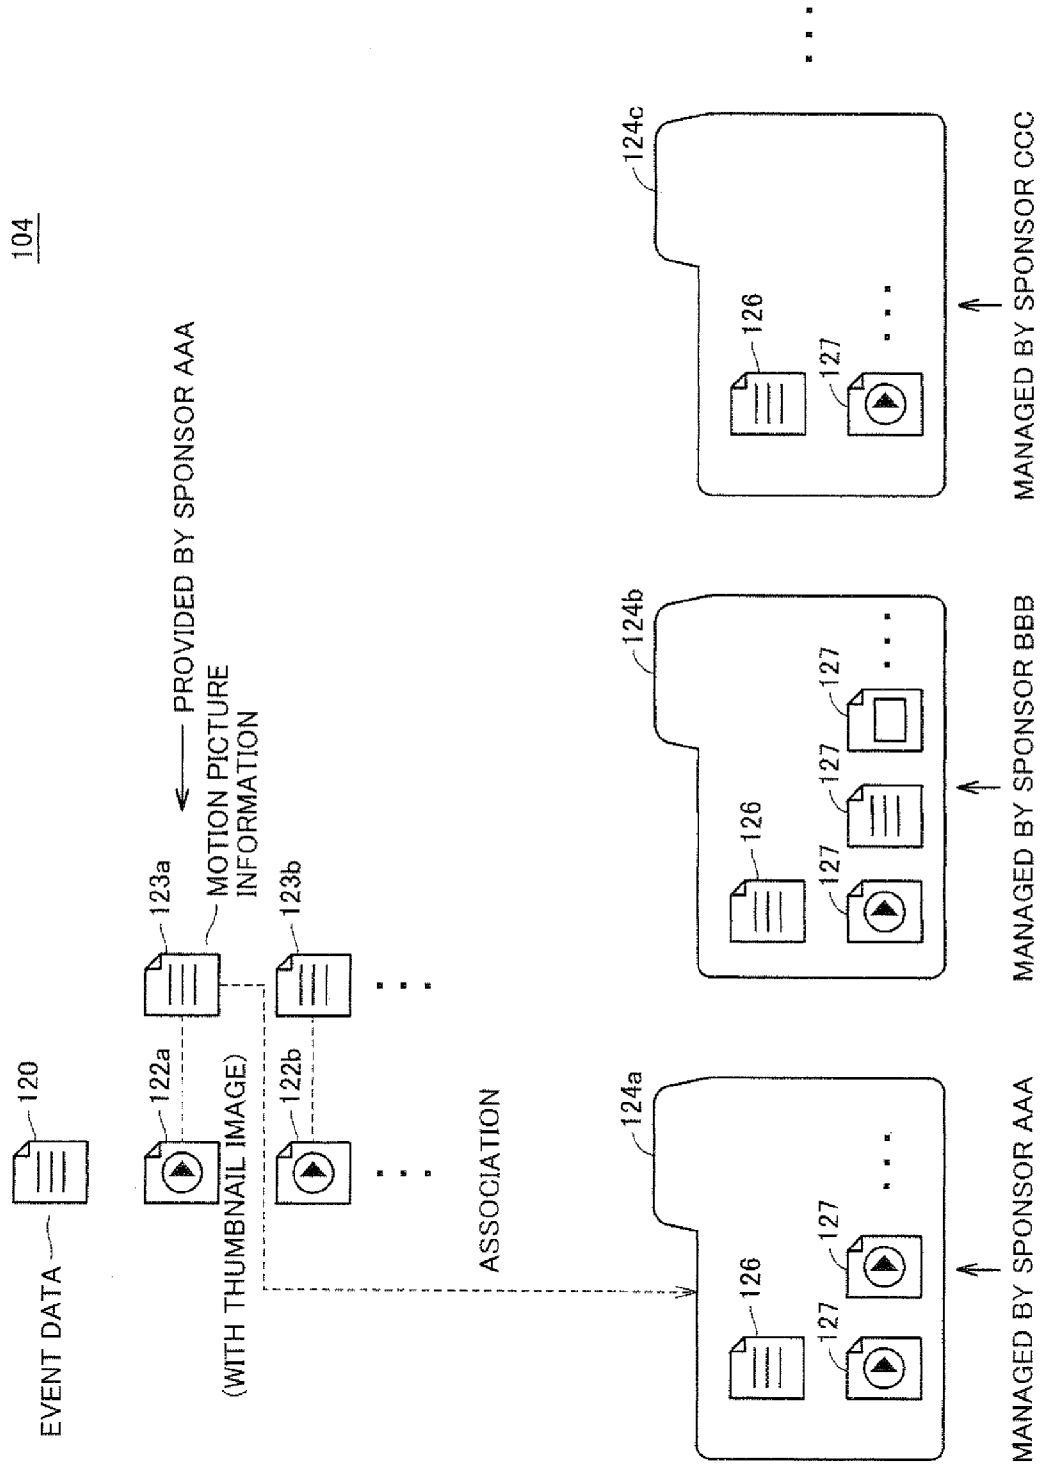 104
EVENT DATA
120
PROVIDED BY SPONSOR AAA
122a
123a
MOTION PICTURE
INFORMATION
(WITH THUMBNAIL IMAGE)
122b
123b
ASSOCIATION
124a
124b
124c
126
126
126
127
127
127
127
127
127
MANAGED BY SPONSOR AAA
MANAGED BY SPONSOR BBB
MANAGED BY SPONSOR CCC